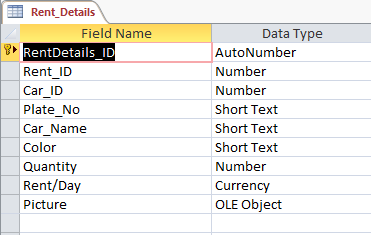 Rent_Details
Field Name Data Type
RentDetails_ID AutoNumber
Rent_ID Number
Car_ID Number
Plate_No Short Text
Car_Name Short Text
Color Short Text
Quantity Number
Rent/Day Currency
Picture OLE Object